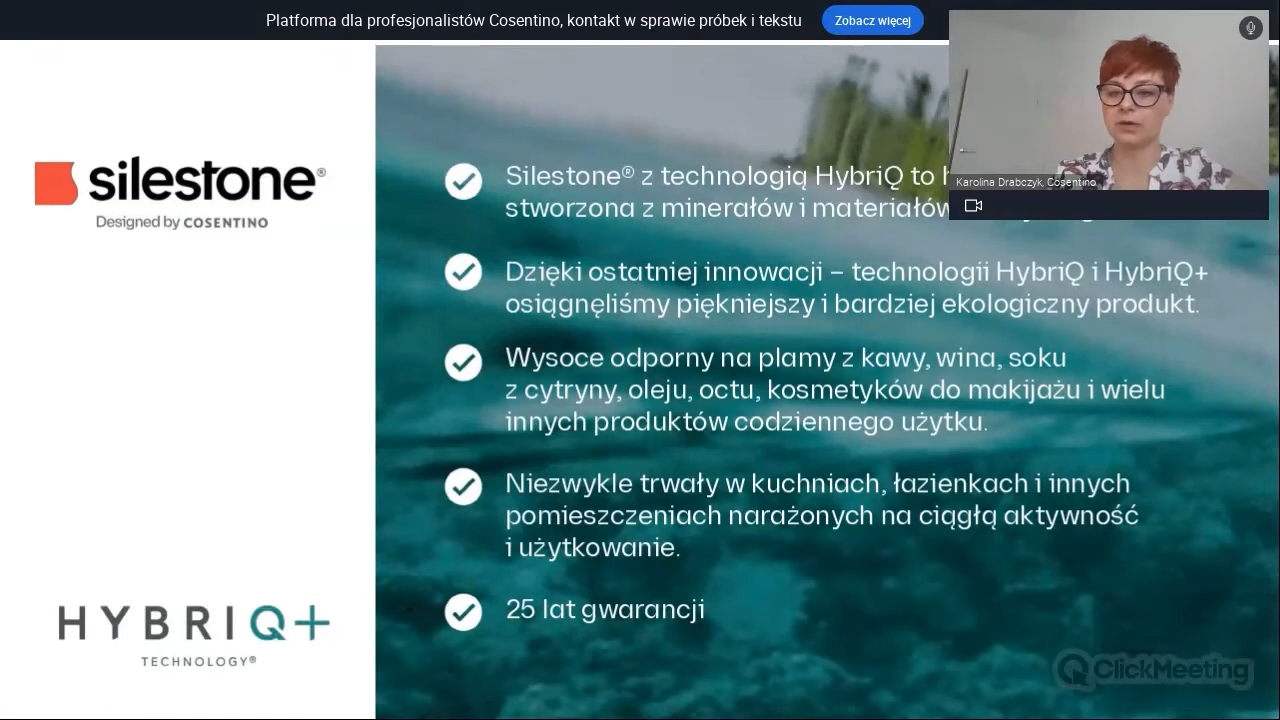 Platforma dla profesjonalistów Cosentino, kontakt w sprawie próbek i tekstu
Zobacz więcej
Karolina Drabczyk, Cosentino
silestone®
Designed by COSENTINO
Silestone® z technologią HybriQ to
stworzona z minerałów i materiałów
Dzięki ostatniej innowacji – technologii HybriQ i HybriQ+
osiągnęliśmy piękniejszy i bardziej ekologiczny produkt.
Wysoce odporny na plamy z kawy, wina, soku
z cytryny, oleju, octu, kosmetyków do makijażu i wielu
innych produktów codziennego użytku.
Niezwykle trwały w kuchniach, łazienkach i innych
pomieszczeniach narażonych na ciągłą aktywność
i użytkowanie.
25 lat gwarancji
HYBRIQ+
TECHNOLOGY®
ClickMeeting